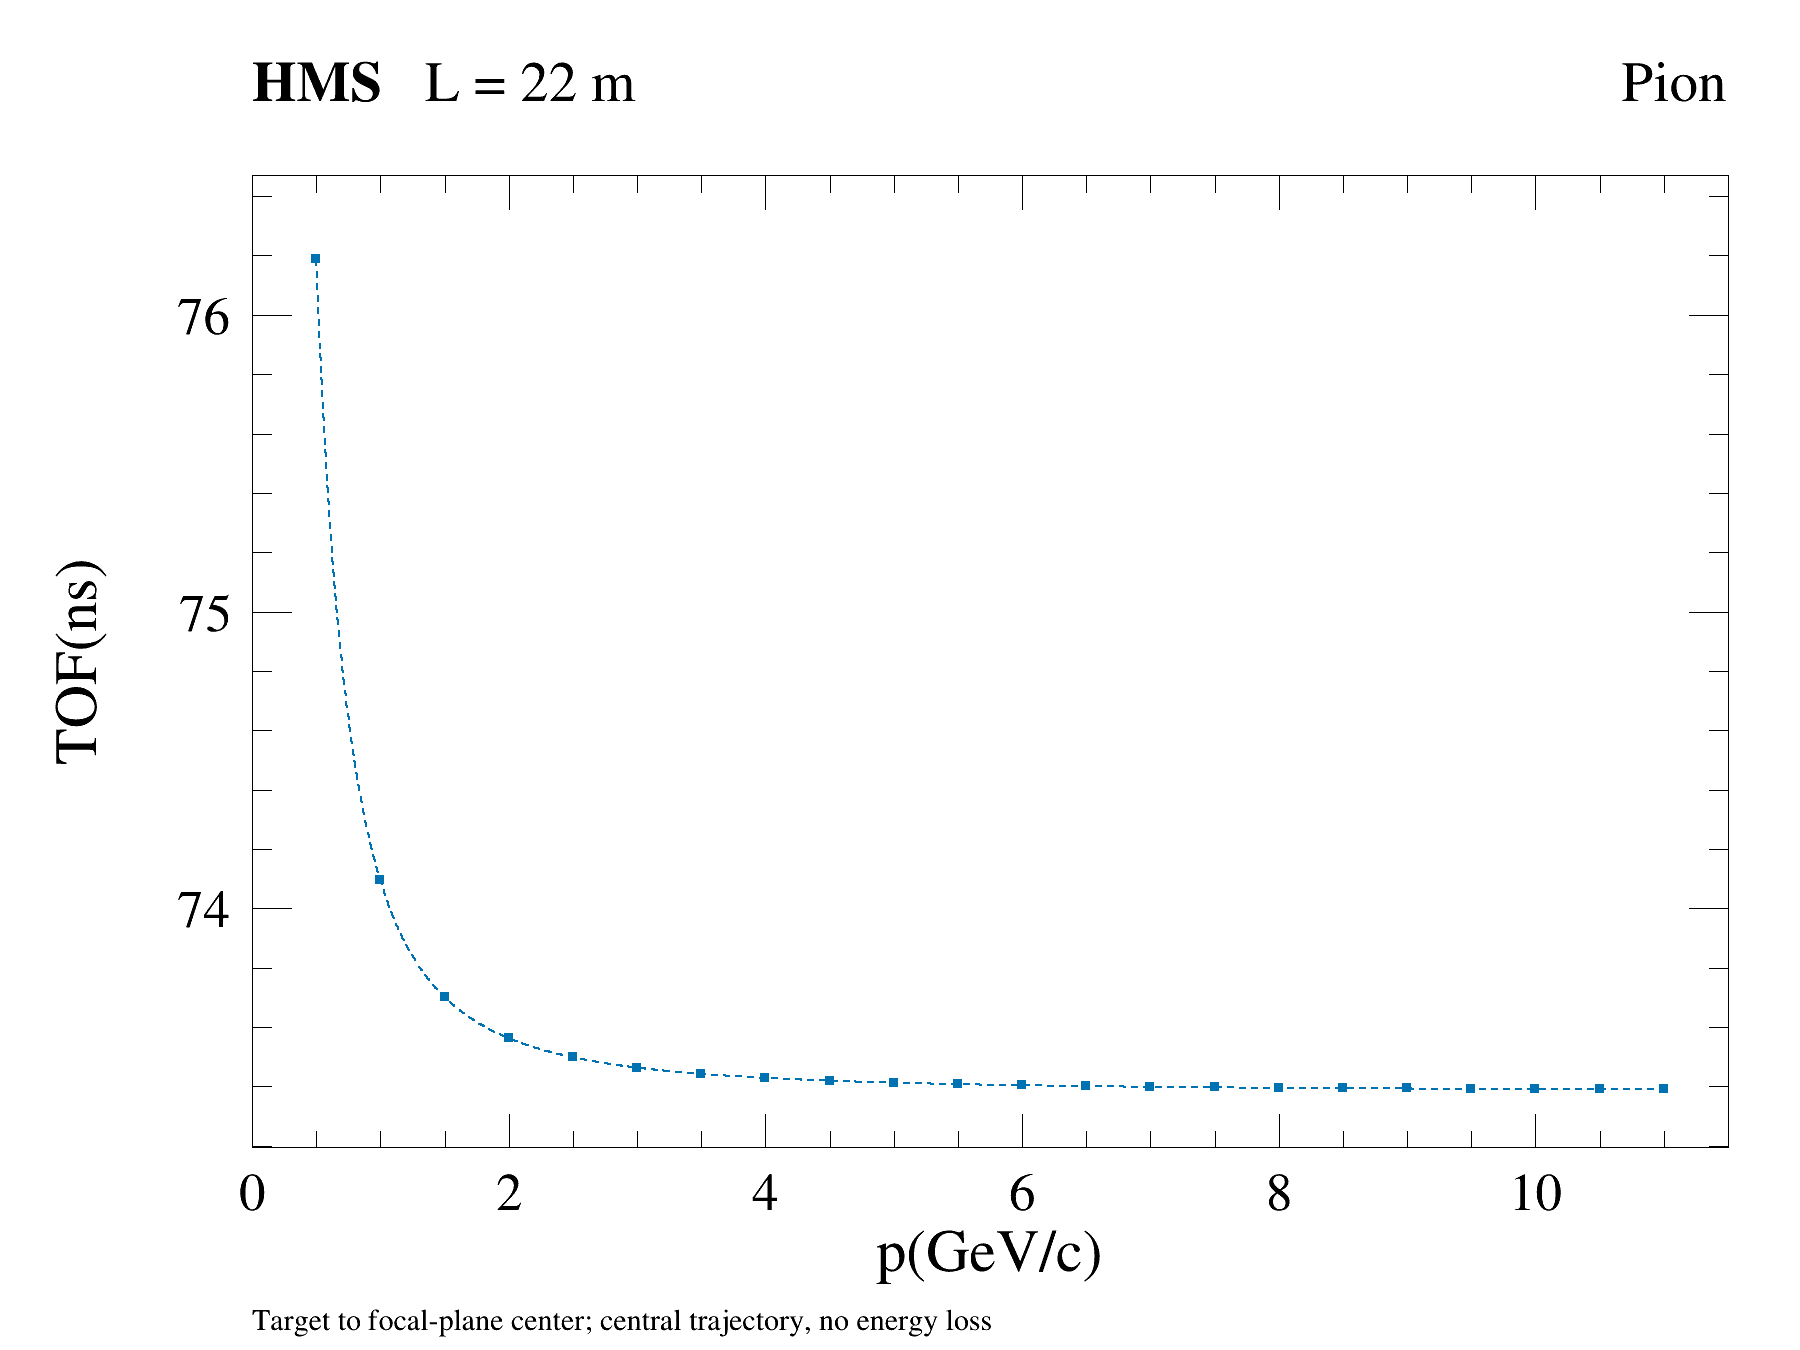 HMS L = 22 m
Pion
TOF(ns)
76
75
74
0 2 4 6 8 10
p(GeV/c)
Target to focal-plane center; central trajectory, no energy loss